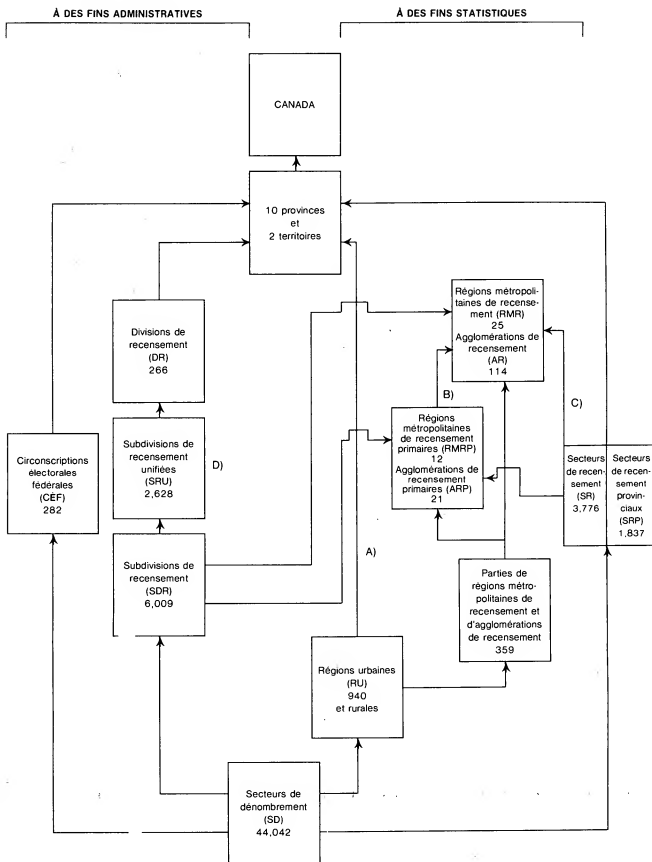 À DES FINS ADMINISTRATIVES
À DES FINS STATISTIQUES
CANADA
10 provinces
et
2 territoires
Régions métropoli-
taines de recense-
ment (RMR)
25
Agglomérations de
recensement
(AR)
114
Divisions de
recensement
(DR)
266
B)
C)
Régions
métropolitaines
de recensement
primaires (RMRP)
12
Agglomérations de
recensement
primaires (ARP)
21
Circonscriptions
électorales
fédérales
(CÉF)
282
Subdivisions de
recensement
unifiées
(SRU)
2,628
D)
Secteurs
de recen-
sement
(SR)
3,776
Secteurs
de recen-
sement
provin-
ciaux
(SRP)
1,837
A)
Subdivisions de
recensement
(SDR)
6,009
Parties de
régions métro-
politaines de
recensement et
d'agglomérations
de recensement
359
Régions urbaines
(RU)
940
et rurales
Secteurs de
dénombrement
(SD)
44,042